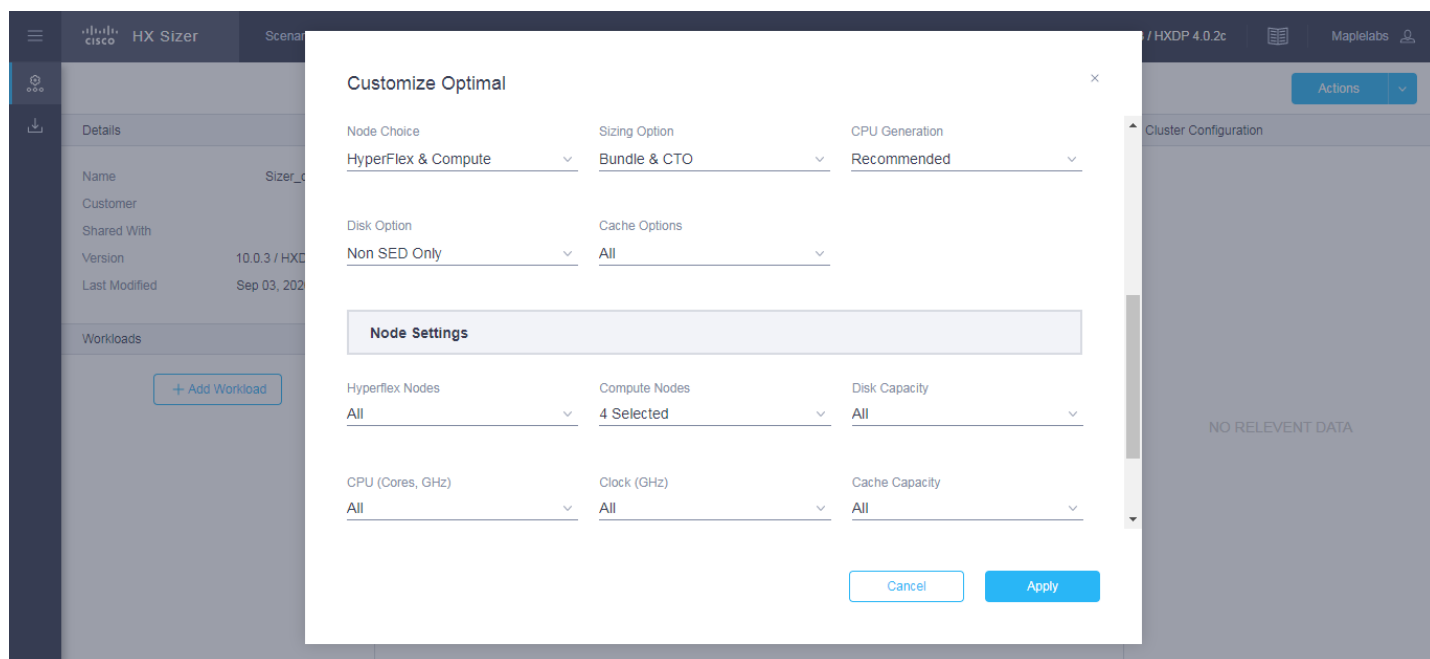 cisco HX Sizer
Scenar
/ HXDP 4.0.2c
Maplelabs
Actions
Details
Name Sizer_
Customer
Shared With
Version 10.0.3 / HXD
Last Modified Sep 03, 202
Workloads
+ Add Workload
Customize Optimal
Node Choice Sizing Option CPU Generation
HyperFlex & Compute Bundle & CTO Recommended
Disk Option Cache Options
Non SED Only All
Node Settings
Hyperflex Nodes Compute Nodes Disk Capacity
All 4 Selected All
CPU (Cores, GHz) Clock (GHz) Cache Capacity
All All All
Cancel Apply
Cluster Configuration
NO RELEVENT DATA